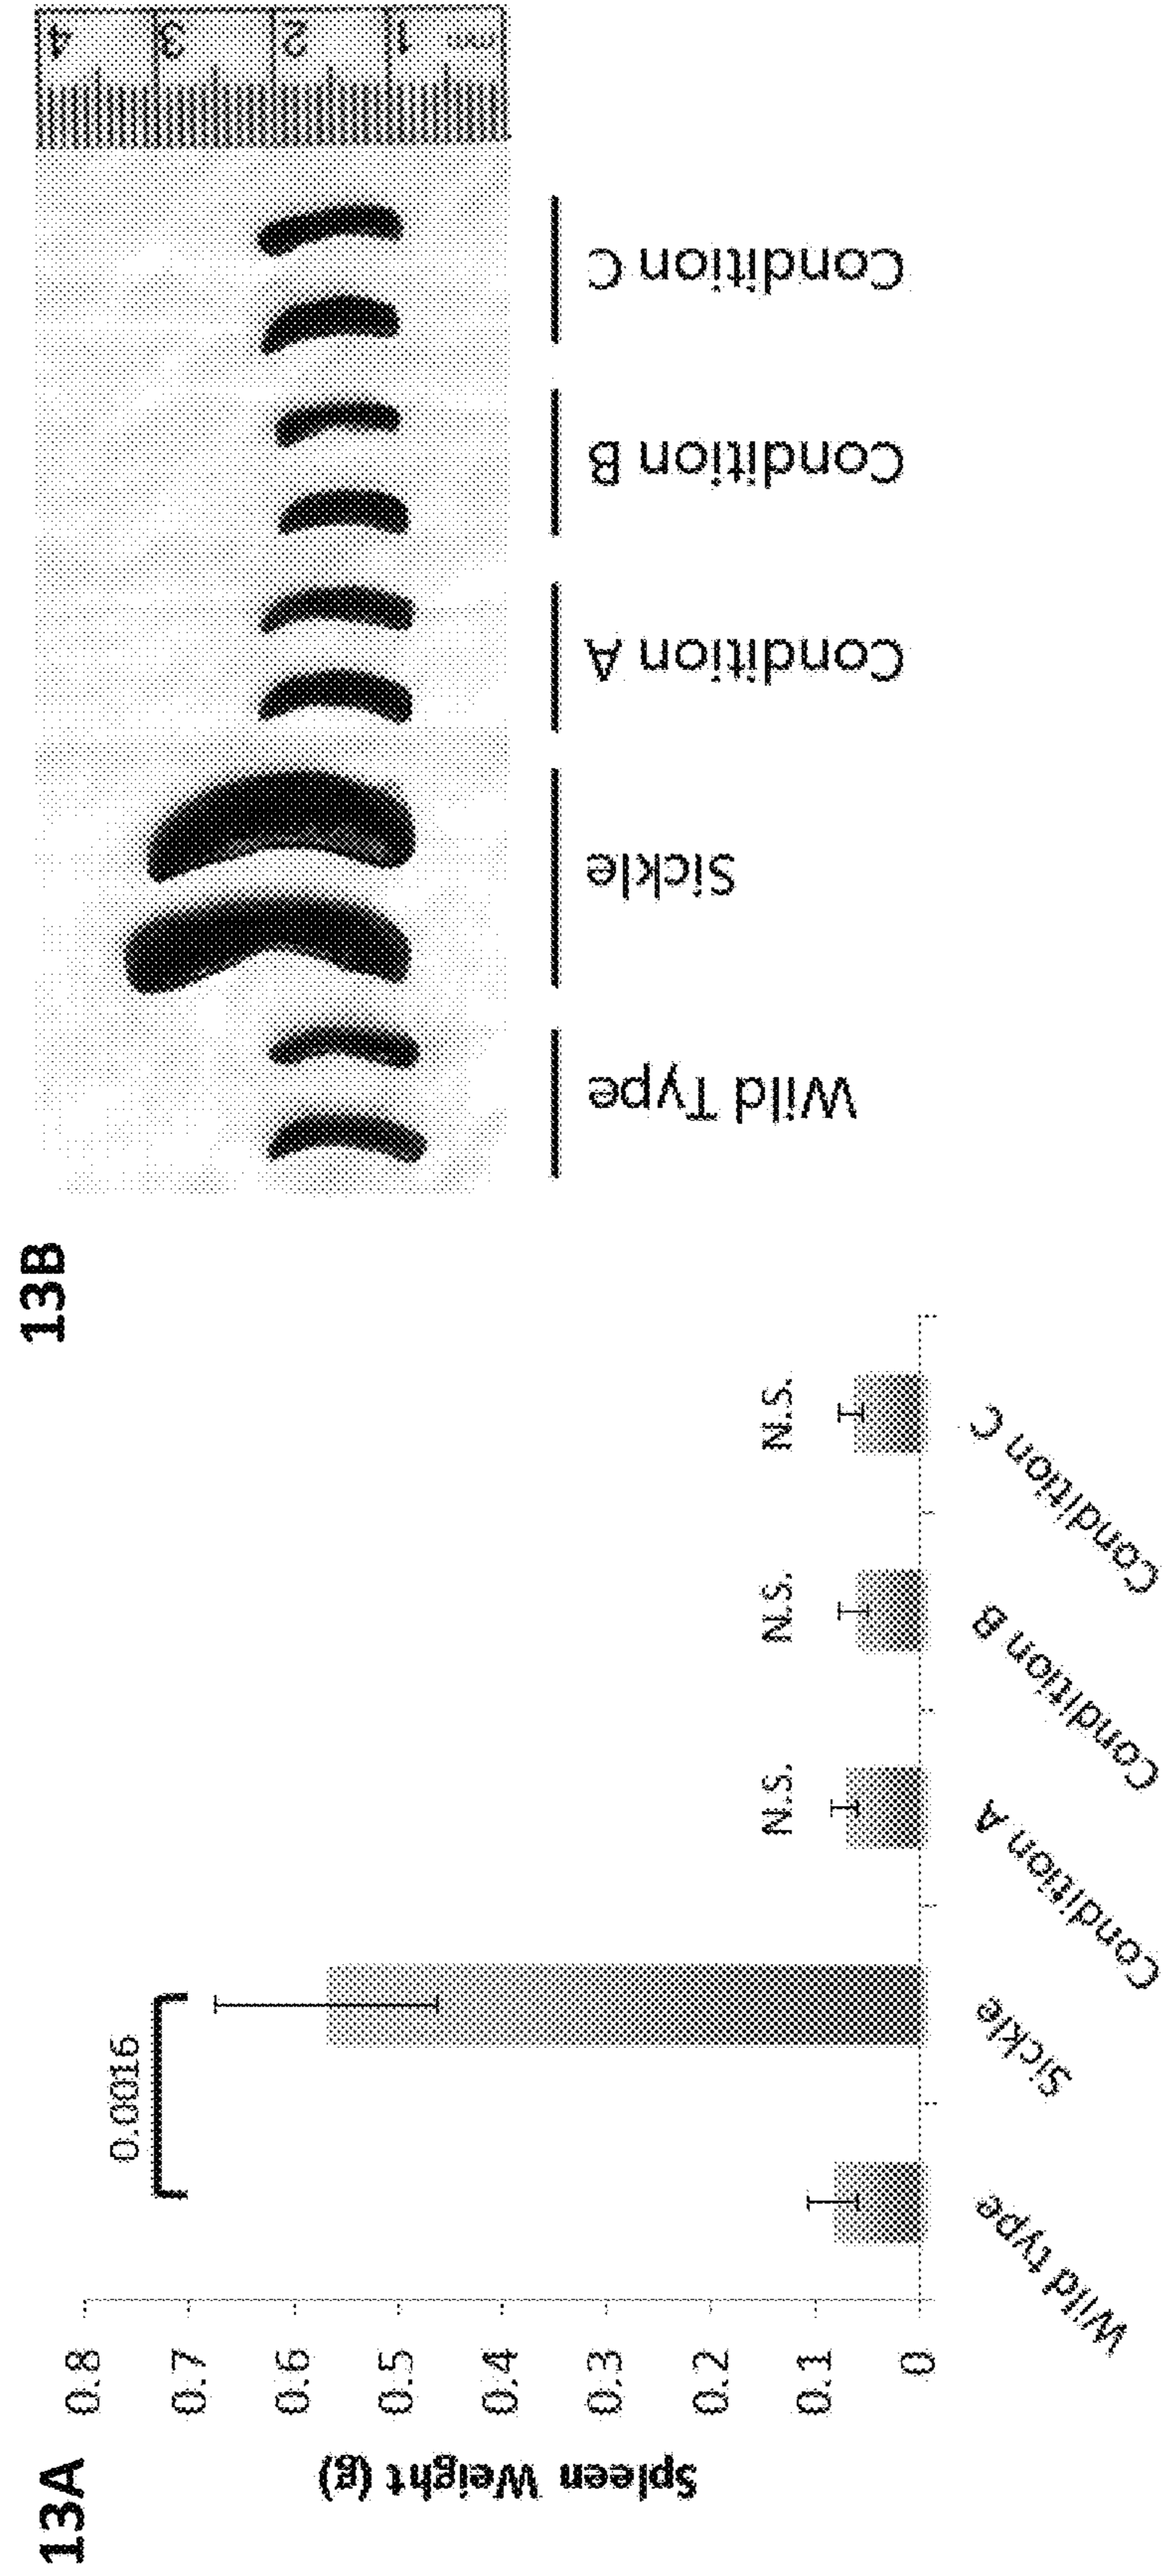 13A
Spleen Weight (g)
0.8
0.7
0.6
0.5
0.4
0.3
0.2
0.1
0
0.0016
N.S.
N.S.
N.S.
Wild type
Sickle
Condition A
Condition B
Condition C
13B
4
3
2
1
Wild Type
Sickle
Condition A
Condition B
Condition C